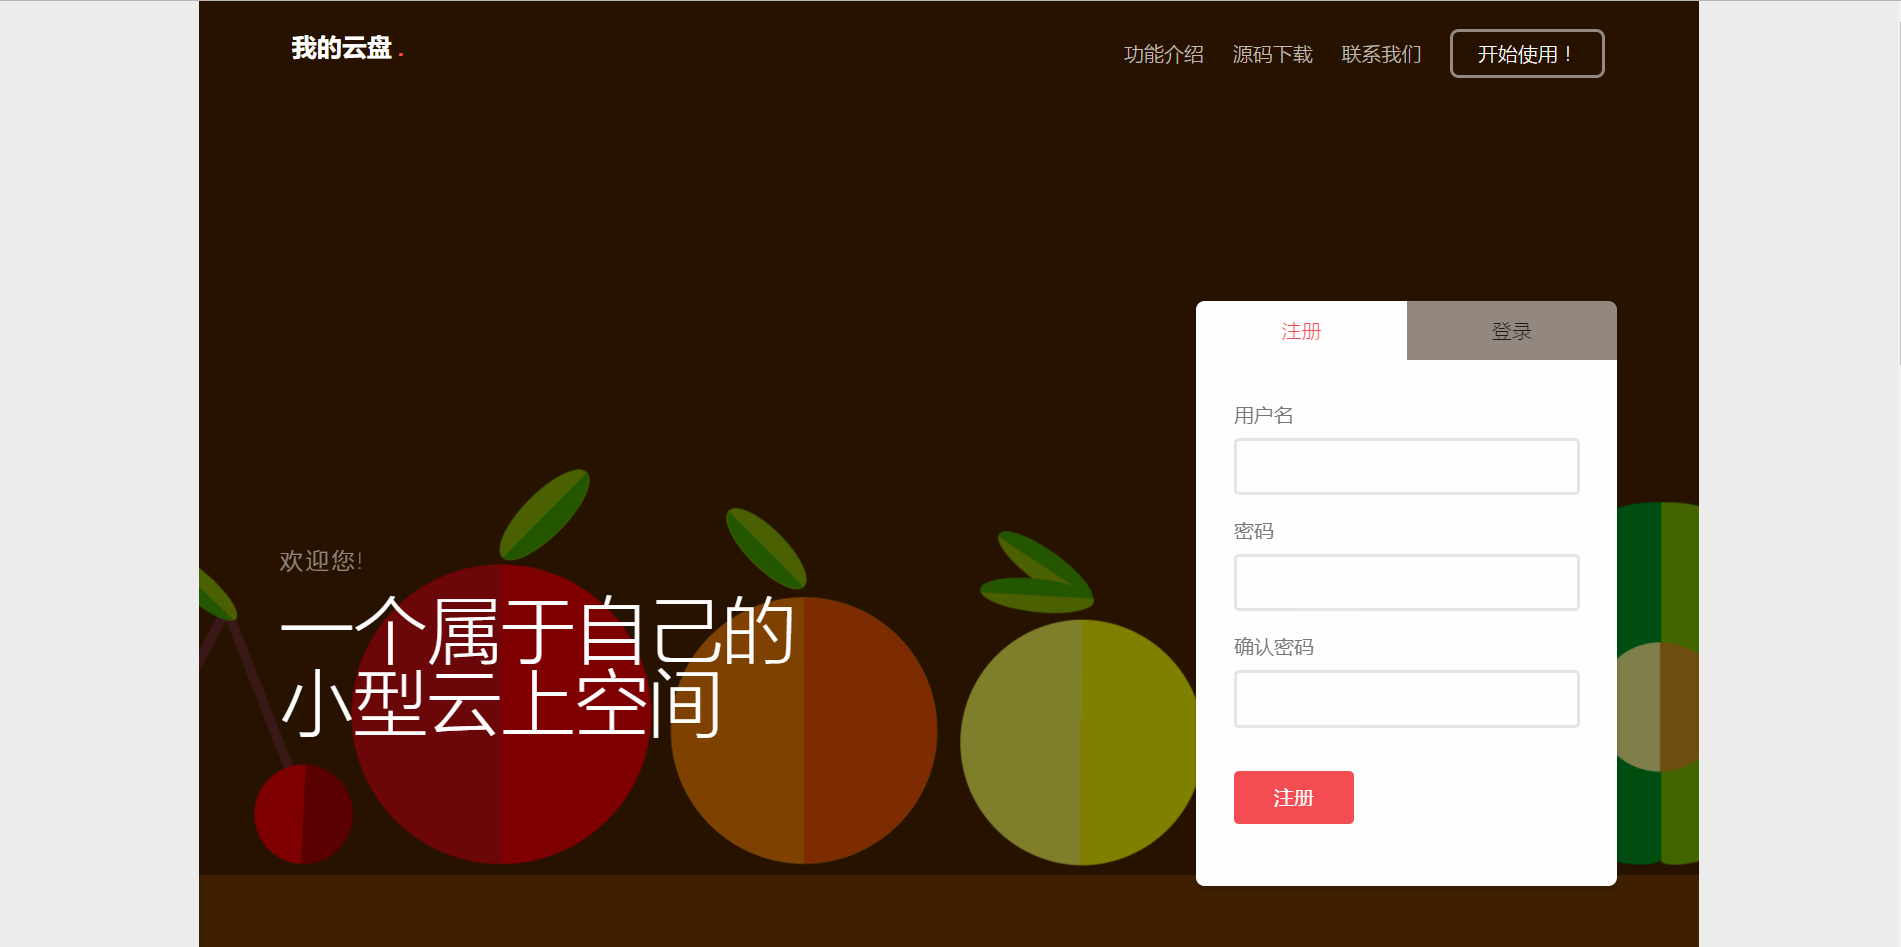 我的云盘 .
功能介绍 源码下载 联系我们 开始使用！
注册 登录
用户名
密码
确认密码
注册
欢迎您!
一个属于自己的
小型云上空间